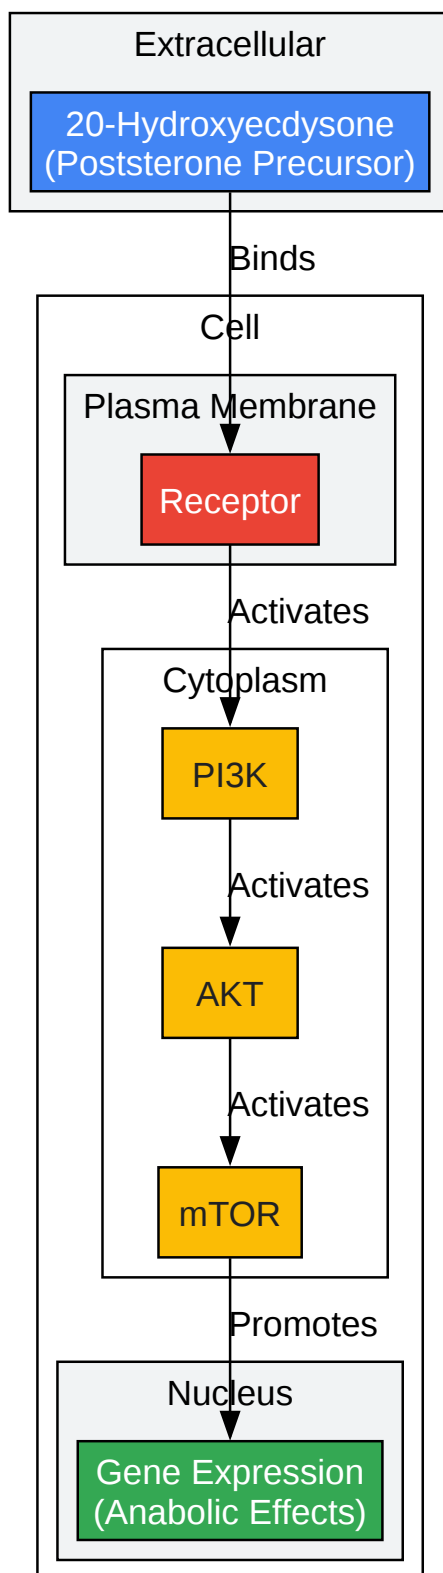 Extracellular
20-Hydroxyecdysone
(Poststerone Precursor)
Binds
Cell
Plasma Membrane
Receptor
Activates
Cytoplasm
PI3K
Activates
AKT
Activates
mTOR
Promotes
Nucleus
Gene Expression
(Anabolic Effects)